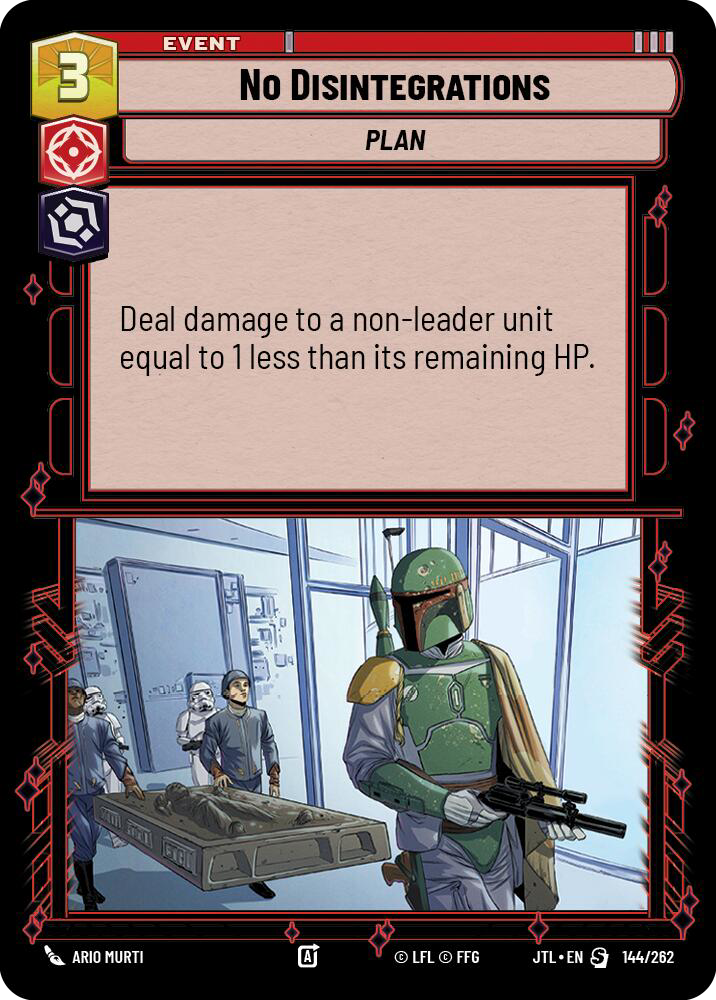 EVENT
3
No Disintegrations
PLAN
Deal damage to a non-leader unit
equal to 1 less than its remaining HP.
ARIO MURTI
A
© LFL © FFG
JTL • EN
S
144/262